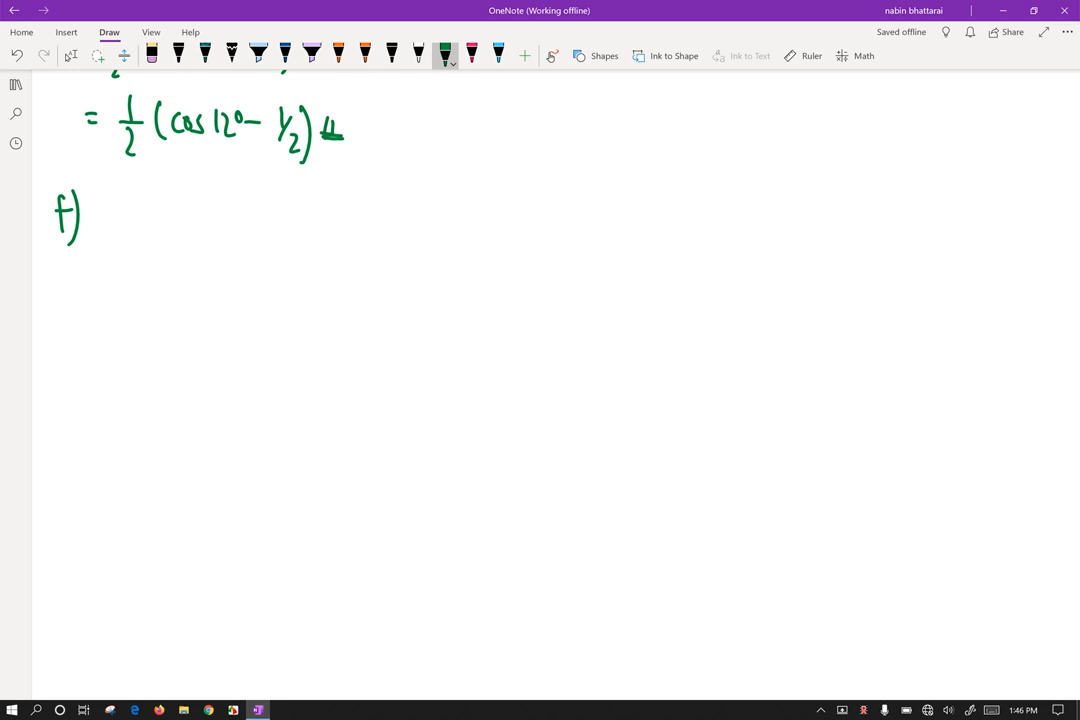 OneNote (Working offline)
nabin bhattarai
Home Insert Draw View Help
Saved offline
Share
Shapes
Ink to Shape
Ink to Text
Ruler
Math
= 1/2 (cos 12° - 1/2)
f)
1:46 PM